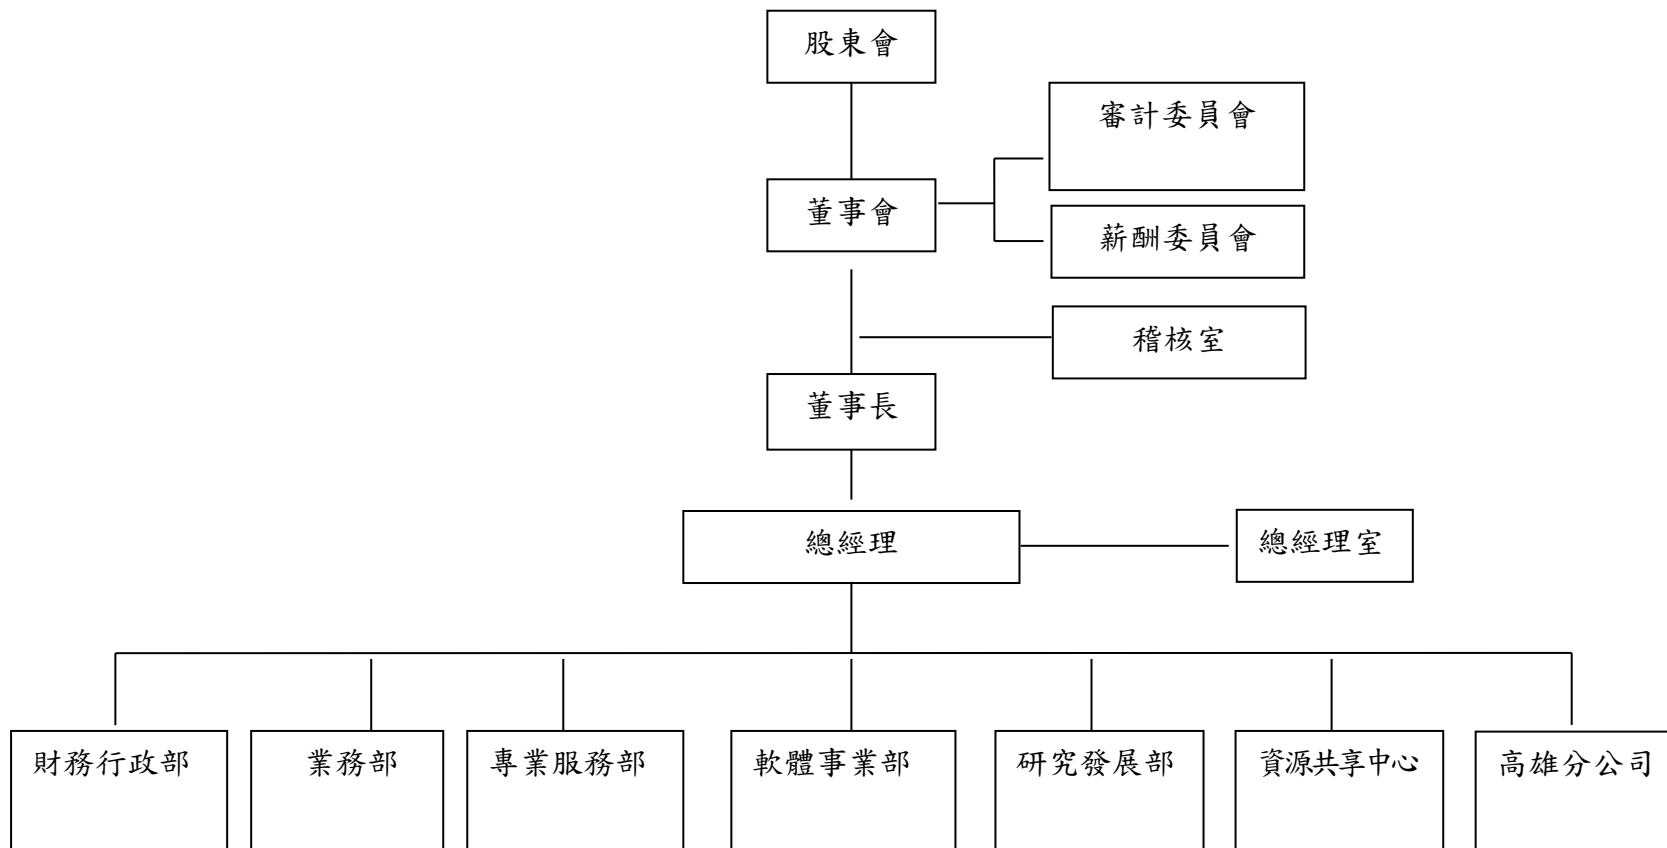 股東會
審計委員會
董事會
薪酬委員會
稽核室
董事長
總經理
總經理室
財務行政部
業務部
專業服務部
軟體事業部
研究發展部
資源共享中心
高雄分公司